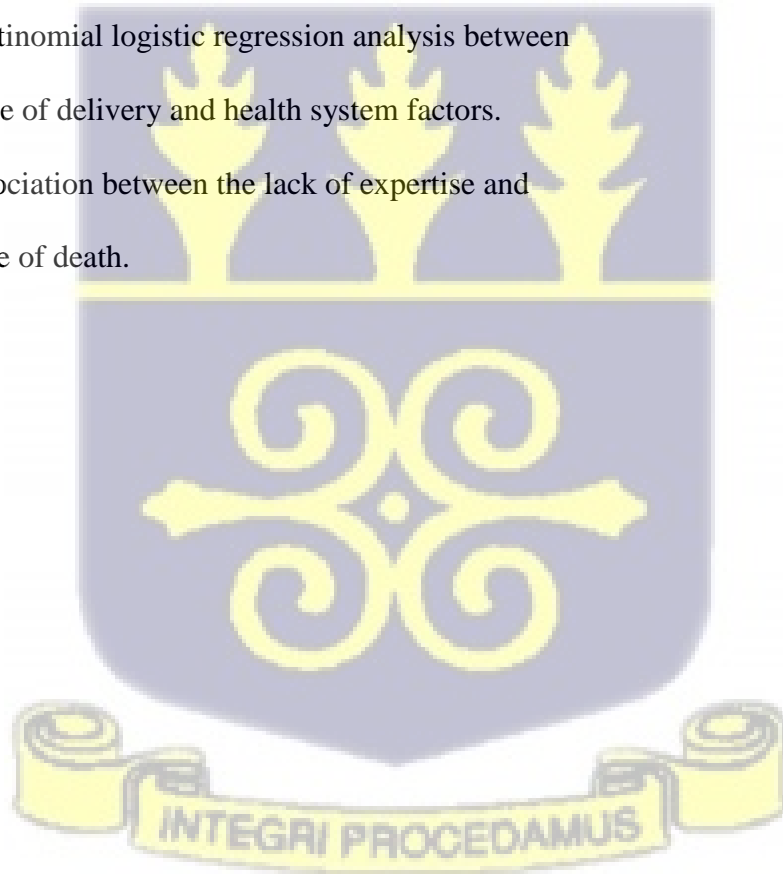 tinomial logistic regression analysis between
e of delivery and health system factors.
ociation between the lack of expertise and
e of death.
INTEGRI PROCEDAMUS